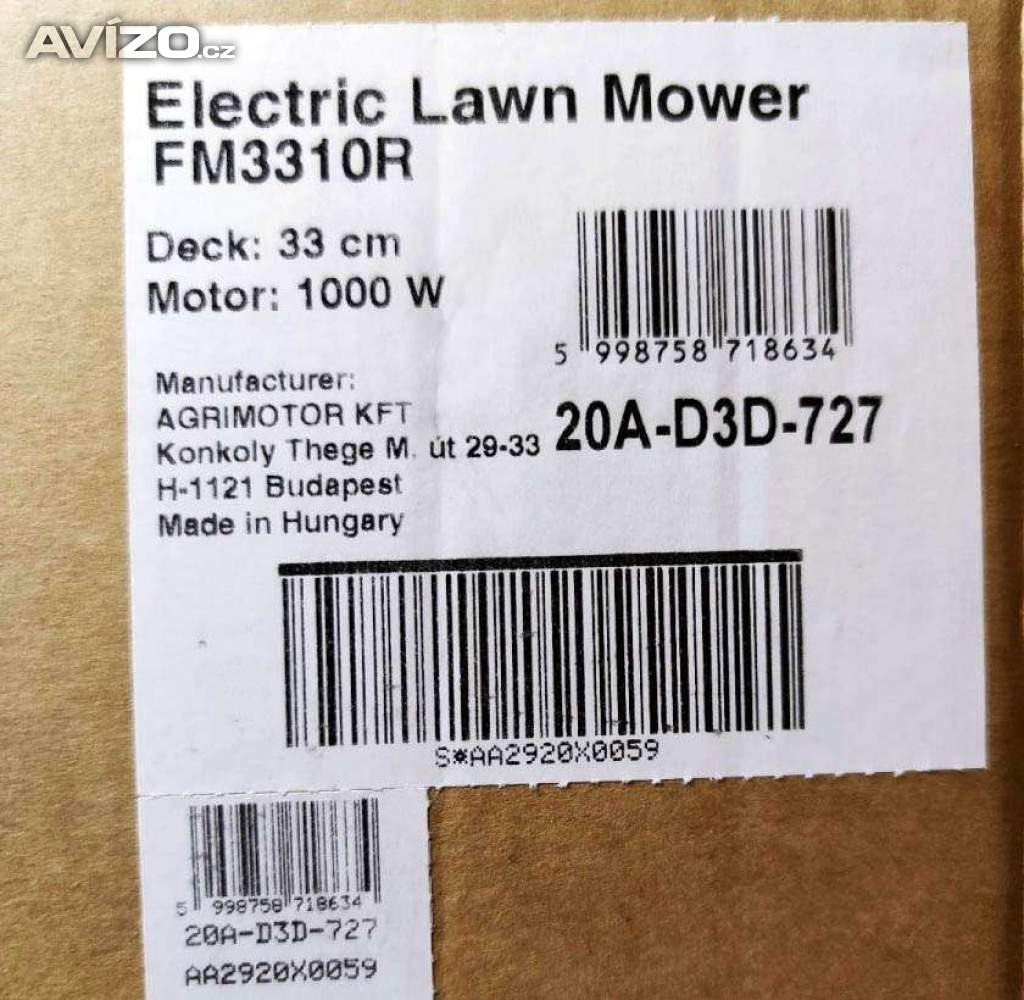 AVÍZO.cz
Electric Lawn Mower
FM3310R
Deck: 33 cm
Motor: 1000 W
5 998758 718634
Manufacturer:
AGRIMOTOR KFT
Konkoly Thege M. út 29-33
H-1121 Budapest
Made in Hungary
20A-D3D-727
S*AA2920X0059
5 998758 718634
20A-D3D-727
AA2920X0059